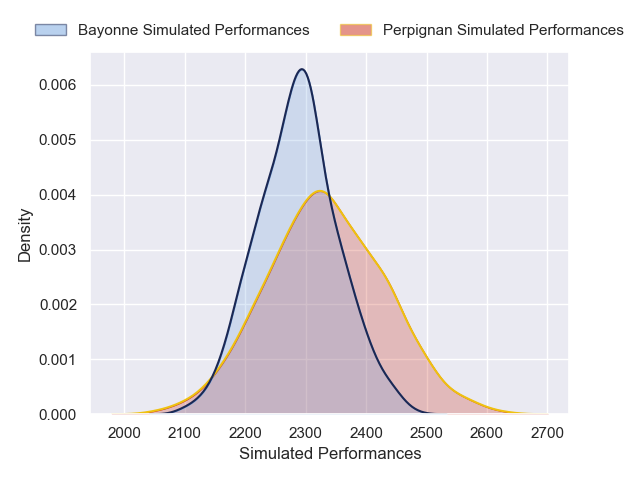 Bayonne Simulated Performances
Perpignan Simulated Performances
0.006
0.005
0.004
0.003
0.002
0.001
0.000
Density
2000 2100 2200 2300 2400 2500 2600 2700
Simulated Performances